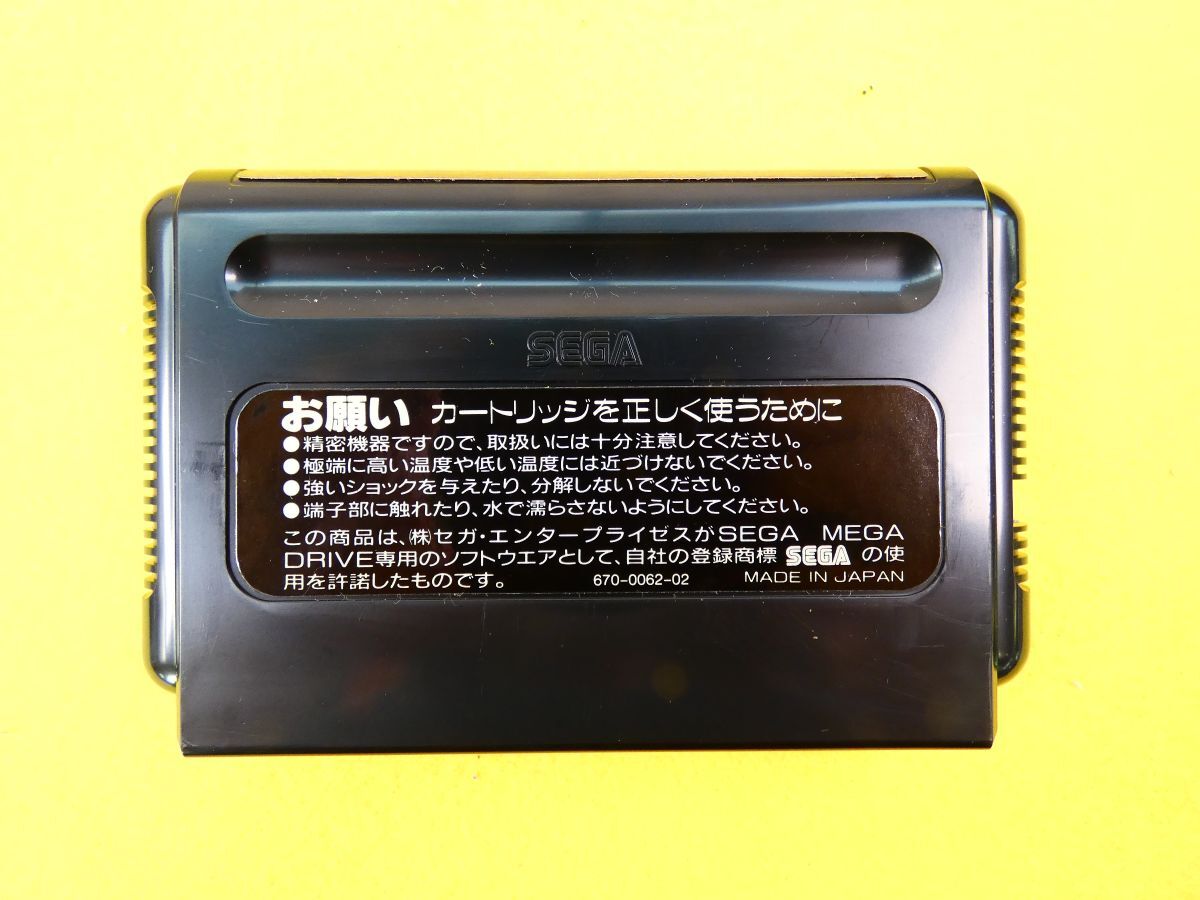 SEGA
お願い カートリッジを正しく使うために
●精密機器ですので、取扱いには十分注意してください。
●極端に高い温度や低い温度には近づけないでください。
●強いショックを与えたり、分解しないでください。
●端子部に触れたり、水で濡らさないようにしてください。
この商品は、㈱セガ・エンタープライゼスがSEGA MEGA
DRIVE専用のソフトウエアとして、自社の登録商標 SEGA の使
用を許諾したものです。 670-0062-02 MADE IN JAPAN